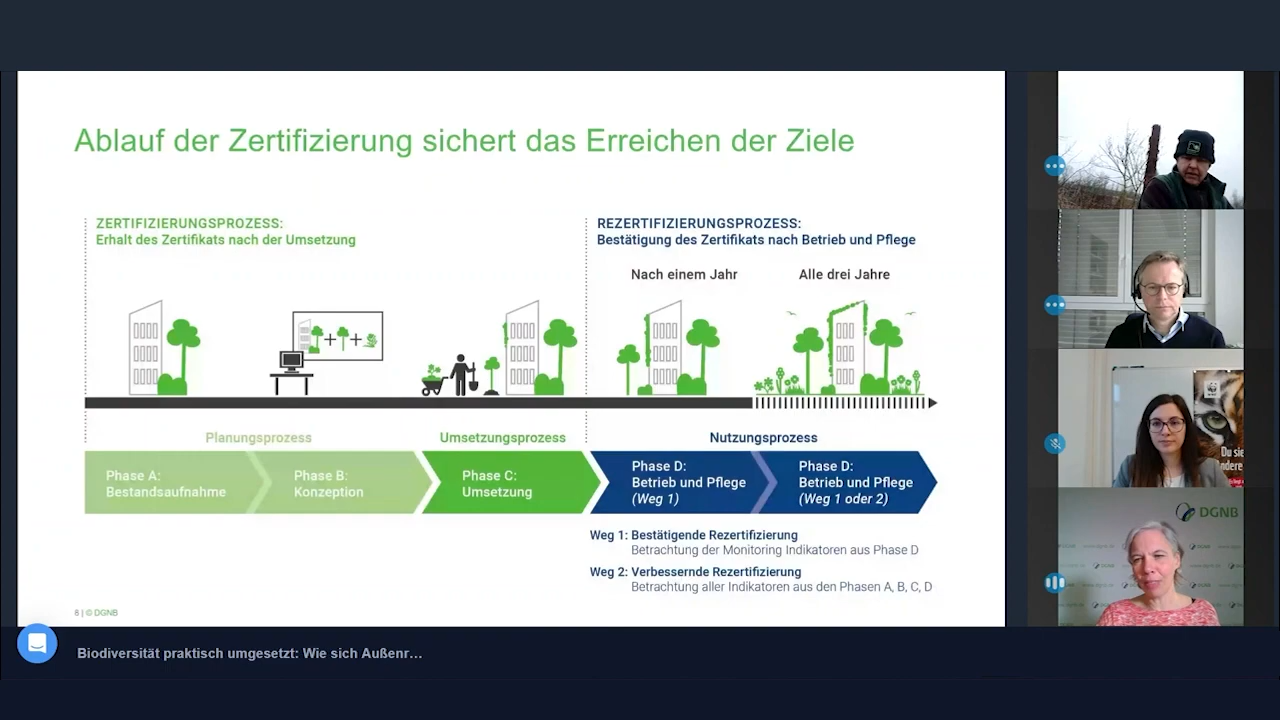 Ablauf der Zertifizierung sichert das Erreichen der Ziele
ZERTIFIZIERUNGSPROZESS:
Erhalt des Zertifikats nach der Umsetzung
REZERTIFIZIERUNGSPROZESS:
Bestätigung des Zertifikats nach Betrieb und Pflege
Nach einem Jahr
Alle drei Jahre
Planungsprozess
Umsetzungsprozess
Nutzungsprozess
Phase A:
Bestandsaufnahme
Phase B:
Konzeption
Phase C:
Umsetzung
Phase D:
Betrieb und Pflege
(Weg 1)
Phase D:
Betrieb und Pflege
(Weg 1 oder 2)
Weg 1: Bestätigende Rezertifizierung
Betrachtung der Monitoring Indikatoren aus Phase D
Weg 2: Verbessernde Rezertifizierung
Betrachtung aller Indikatoren aus den Phasen A, B, C, D
8 | © DGNB
Biodiversität praktisch umgesetzt: Wie sich Außenr…
WWF
Du sie
andere
DGNB